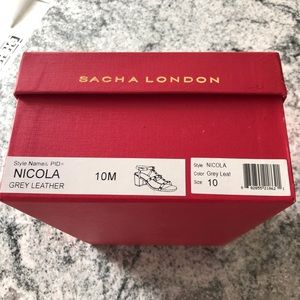 SACHA LONDON
Style Name: PID-
NICOLA
GREY LEATHER
10M
Style: NICOLA
Color: Grey Leat
Size: 10